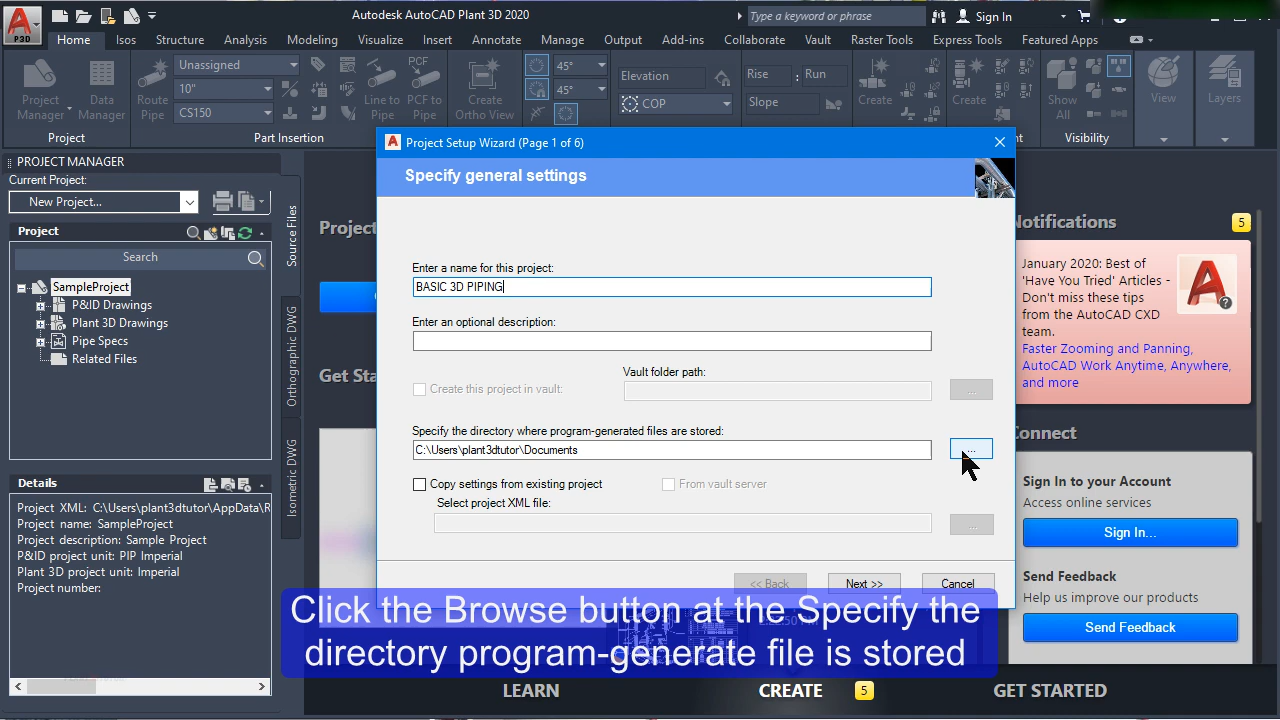 Autodesk AutoCAD Plant 3D 2020
Type a keyword or phrase
Sign In
P3D
Home
Isos
Structure
Analysis
Modeling
Visualize
Insert
Annotate
Manage
Output
Add-ins
Collaborate
Vault
Raster Tools
Express Tools
Featured Apps
Project Manager
Data Manager
Route Pipe
Unassigned
10"
CS150
Line to Pipe
PCF to Pipe
PCF
Create Ortho View
45°
45°
Elevation
COP
Rise
:
Run
Slope
Create
Create
Show All
View
Layers
Project
Part Insertion
nt
Visibility
PROJECT MANAGER
Current Project:
New Project...
Project
Search
SampleProject
P&ID Drawings
Plant 3D Drawings
Pipe Specs
Related Files
Source Files
Orthographic DWG
Isometric DWG
Details
Project XML: C:\Users\plant3dtutor\AppData\R
Project name: SampleProject
Project description: Sample Project
P&ID project unit: PIP Imperial
Plant 3D project unit: Imperial
Project number:
Project
Get Sta
Project Setup Wizard (Page 1 of 6)
Specify general settings
Enter a name for this project:
BASIC 3D PIPING
Enter an optional description:
Vault folder path:
Create this project in vault:
...
Specify the directory where program-generated files are stored:
C:\Users\plant3dtutor\Documents
...
Copy settings from existing project
From vault server
Select project XML file:
...
<< Back
Next >>
Cancel
Notifications
5
January 2020: Best of
'Have You Tried' Articles -
Don't miss these tips
from the AutoCAD CXD
team.
Faster Zooming and Panning,
AutoCAD Work Anytime, Anywhere,
and more
Connect
Sign In to your Account
Access online services
Sign In...
Send Feedback
Help us improve our products
Send Feedback
Click the Browse button at the Specify the
directory program-generate file is stored
LEARN
CREATE
5
GET STARTED